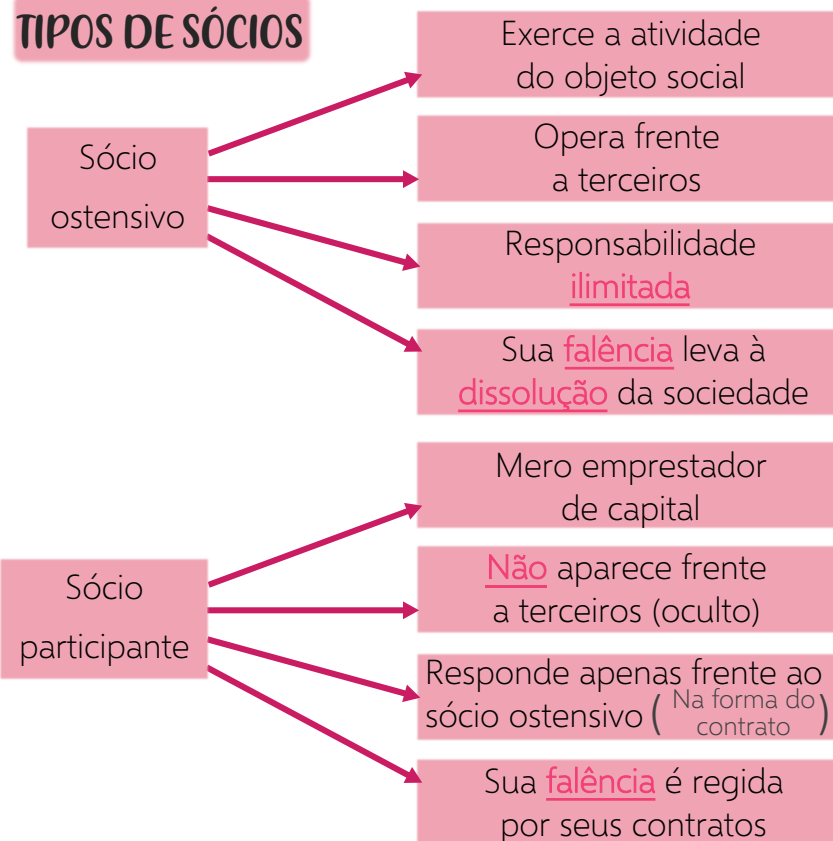 TIPOS DE SÓCIOS
Sócio
ostensivo
Exerce a atividade
do objeto social
Opera frente
a terceiros
Responsabilidade
ilimitada
Sua falência leva à
dissolução da sociedade
Sócio
participante
Mero emprestador
de capital
Não aparece frente
a terceiros (oculto)
Responde apenas frente ao
sócio ostensivo (Na forma do
contrato)
Sua falência é regida
por seus contratos